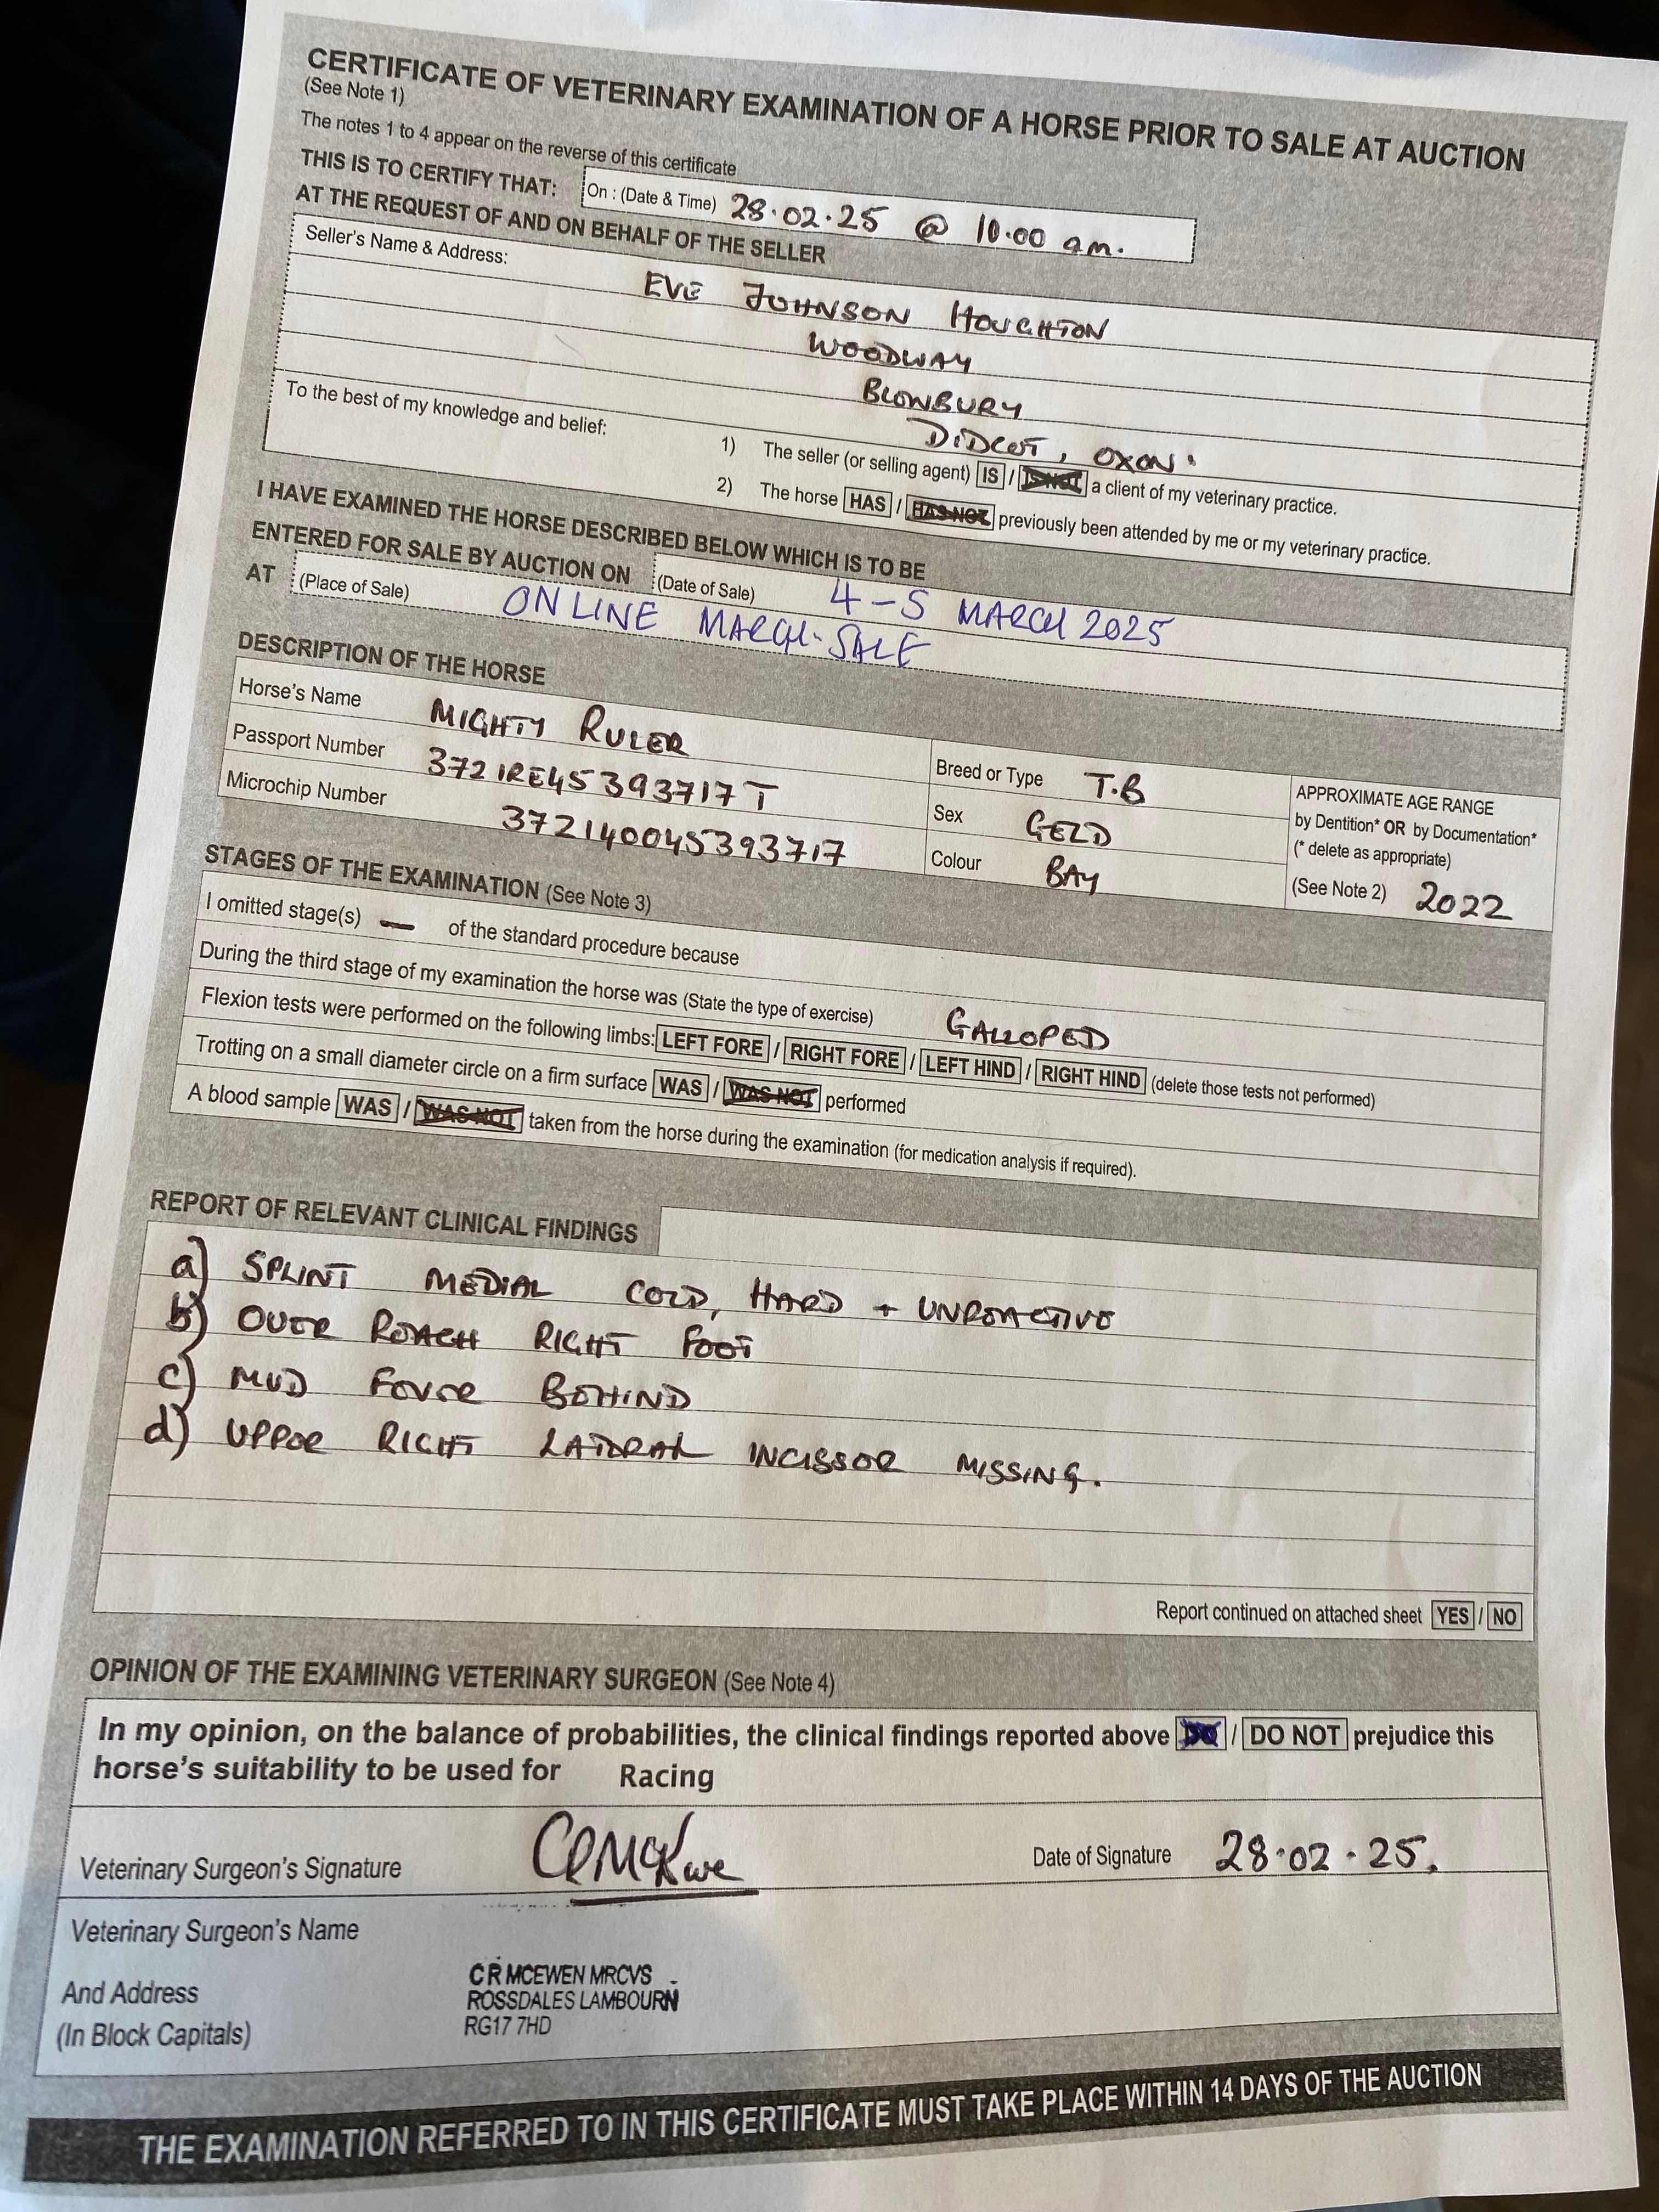 CERTIFICATE OF VETERINARY EXAMINATION OF A HORSE PRIOR TO SALE AT AUCTION
(See Note 1)
The notes 1 to 4 appear on the reverse of this certificate
THIS IS TO CERTIFY THAT: On : (Date & Time) 28.02.25 @ 10.00 am.
AT THE REQUEST OF AND ON BEHALF OF THE SELLER
Seller's Name & Address:
EVE JOHNSON HOUGHTON
WOODWAY
BLOWBURY
DIDCOT, OXON.
To the best of my knowledge and belief:
1) The seller (or selling agent) IS / IS NOT a client of my veterinary practice.
2) The horse HAS / HAS NOT previously been attended by me or my veterinary practice.
I HAVE EXAMINED THE HORSE DESCRIBED BELOW WHICH IS TO BE
ENTERED FOR SALE BY AUCTION ON (Date of Sale) 4-5 MARCH 2025
AT (Place of Sale) ONLINE MARCH SALE
DESCRIPTION OF THE HORSE
Horse's Name MIGHTY RULER
Passport Number 372IRE45393717T
Microchip Number 372140045393717
Breed or Type T.B
Sex GELD
Colour BAY
APPROXIMATE AGE RANGE
by Dentition* OR by Documentation*
(* delete as appropriate)
(See Note 2) 2022
STAGES OF THE EXAMINATION (See Note 3)
I omitted stage(s) — of the standard procedure because
During the third stage of my examination the horse was (State the type of exercise) GALLOPED
Flexion tests were performed on the following limbs: LEFT FORE / RIGHT FORE / LEFT HIND / RIGHT HIND (delete those tests not performed)
Trotting on a small diameter circle on a firm surface WAS / WAS NOT performed
A blood sample WAS / WAS NOT taken from the horse during the examination (for medication analysis if required).
REPORT OF RELEVANT CLINICAL FINDINGS
a) SPLINT MEDIAL COLD, HARD + UNREACTIVE
b) OVER REACH RIGHT FOOT
c) MUD FEVER BEHIND
d) UPPER RIGHT LATERAL INCISSOR MISSING.
Report continued on attached sheet YES / NO
OPINION OF THE EXAMINING VETERINARY SURGEON (See Note 4)
In my opinion, on the balance of probabilities, the clinical findings reported above DO / DO NOT prejudice this
horse's suitability to be used for Racing
Veterinary Surgeon's Signature
Date of Signature 28.02.25.
Veterinary Surgeon's Name
And Address
(In Block Capitals)
CR MCEWEN MRCVS
ROSSDALES LAMBOURN
RG17 7HD
THE EXAMINATION REFERRED TO IN THIS CERTIFICATE MUST TAKE PLACE WITHIN 14 DAYS OF THE AUCTION